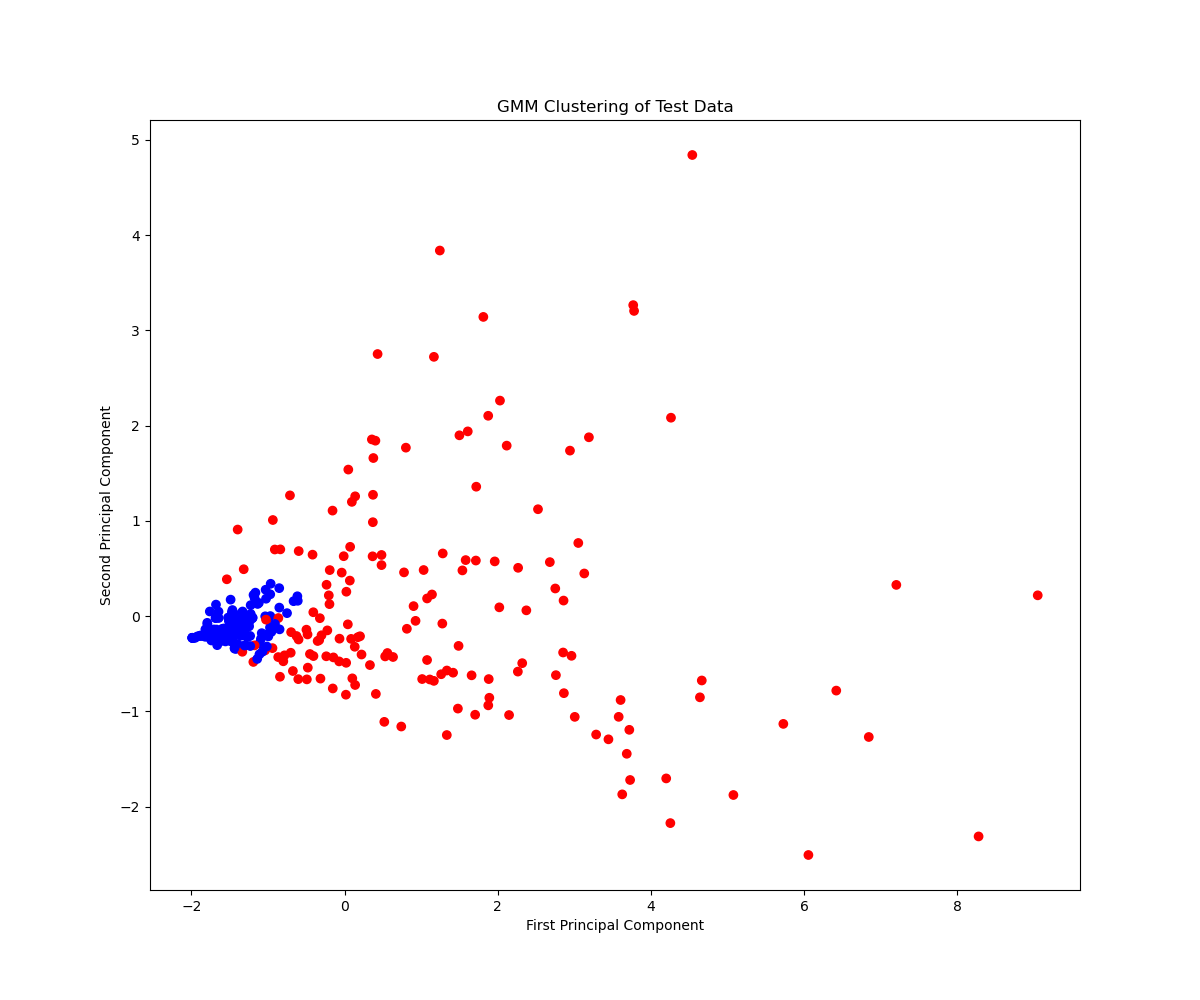 GMM Clustering of Test Data
5
4
3
2
1
0
−1
−2
Second Principal Component
−2 0 2 4 6 8
First Principal Component